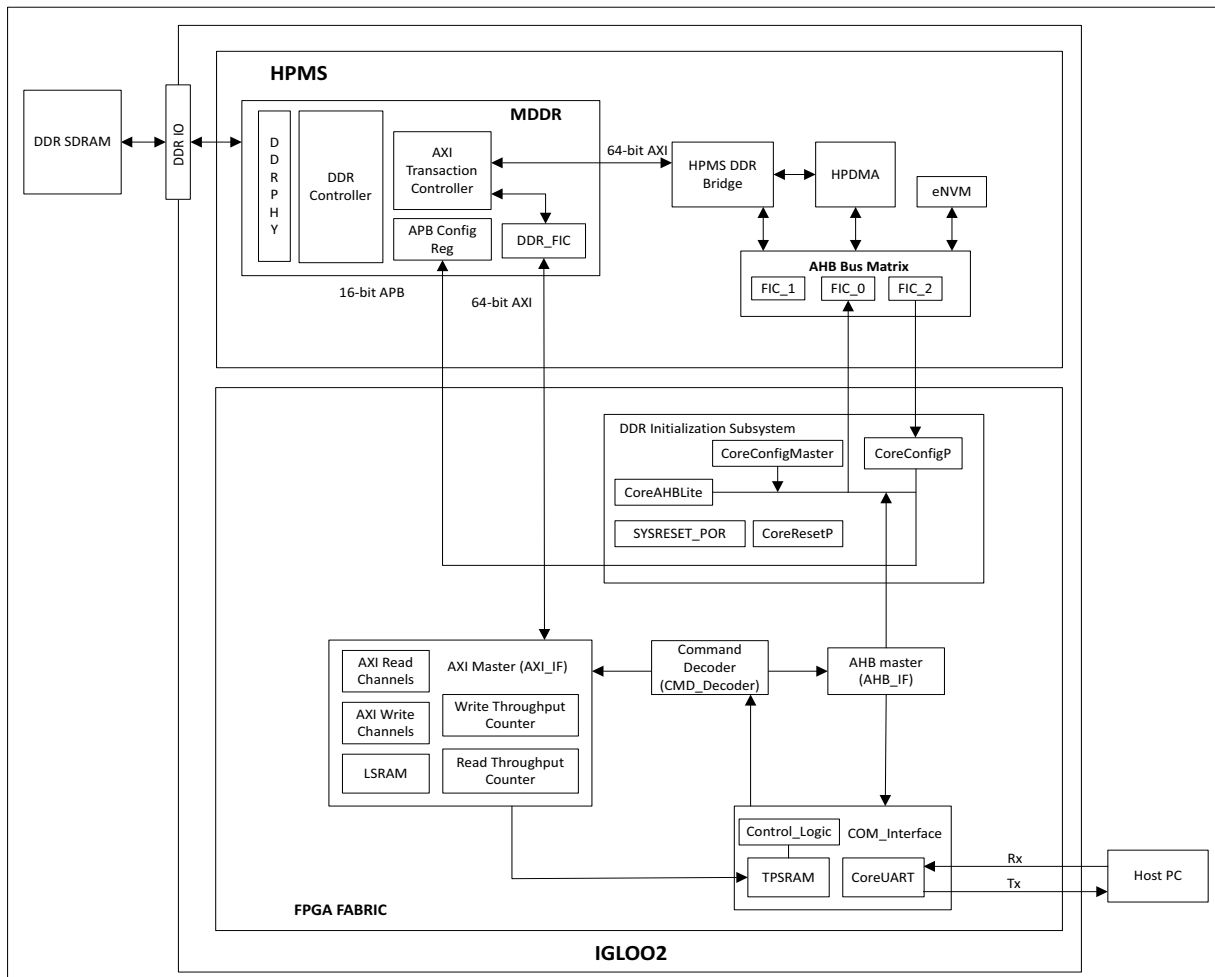 HPMS
MDDR
DDR SDRAM
DDR IO
D
D
R
P
H
Y
DDR
Controller
AXI
Transaction
Controller
64-bit AXI
HPMS DDR
Bridge
HPDMA
eNVM
APB Config
Reg
DDR_FIC
AHB Bus Matrix
FIC_1
FIC_0
FIC_2
16-bit APB
64-bit AXI
DDR Initialization Subsystem
CoreConfigMaster
CoreConfigP
CoreAHBLite
SYSRESET_POR
CoreResetP
AXI Read
Channels
AXI Master (AXI_IF)
AXI Write
Channels
Write Throughput
Counter
LSRAM
Read Throughput
Counter
Command
Decoder
(CMD_Decoder)
AHB master
(AHB_IF)
Control_Logic
COM_Interface
TPSRAM
CoreUART
Rx
Tx
Host PC
FPGA FABRIC
IGLOO2